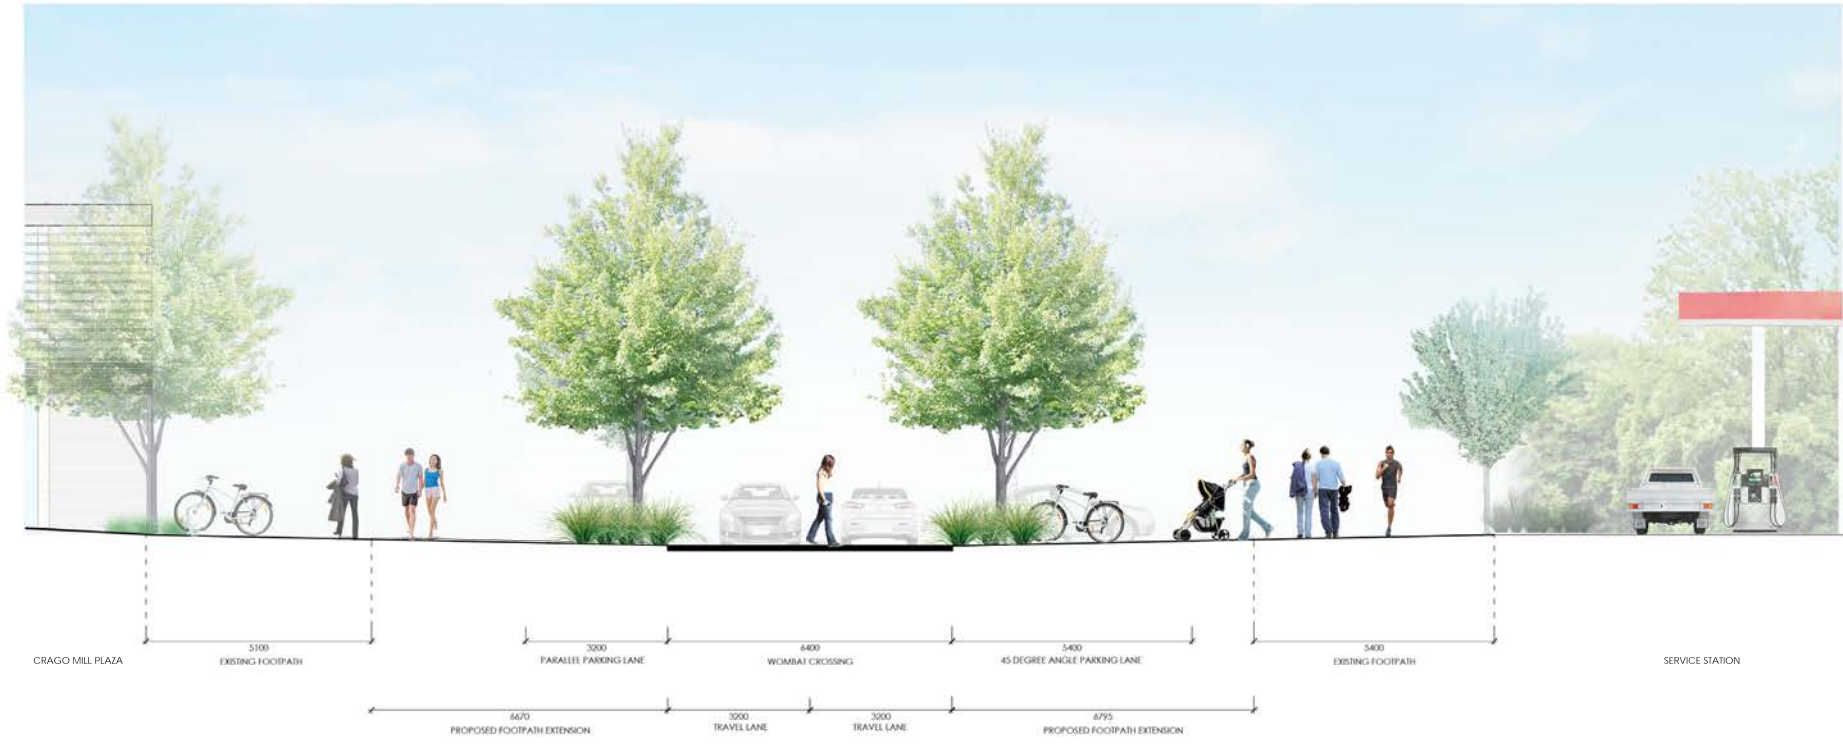 5100
3200
6400
5400
5400
CRAGO MILL PLAZA
EXISTING FOOTPATH
PARALLEL PARKING LANE
WOMBAT CROSSING
45 DEGREE ANGLE PARKING LANE
EXISTING FOOTPATH
SERVICE STATION
6670
3200
3200
6795
PROPOSED FOOTPATH EXTENSION
TRAVEL LANE
TRAVEL LANE
PROPOSED FOOTPATH EXTENSION